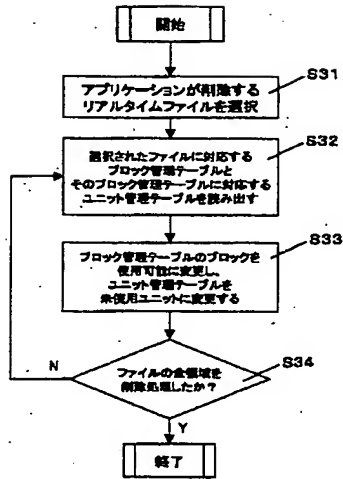 開始
S31
アプリケーションが削除する
リアルタイムファイルを選択
S32
選択されたファイルに対応する
ブロック管理テーブルと
そのブロック管理テーブルに対応する
ユニット管理テーブルを読み出す
S33
ブロック管理テーブルのブロックを
使用可能に変更し、
ユニット管理テーブルを
未使用ユニットに変更する
S34
ファイルの全領域を
削除処理したか？
N
Y
終了